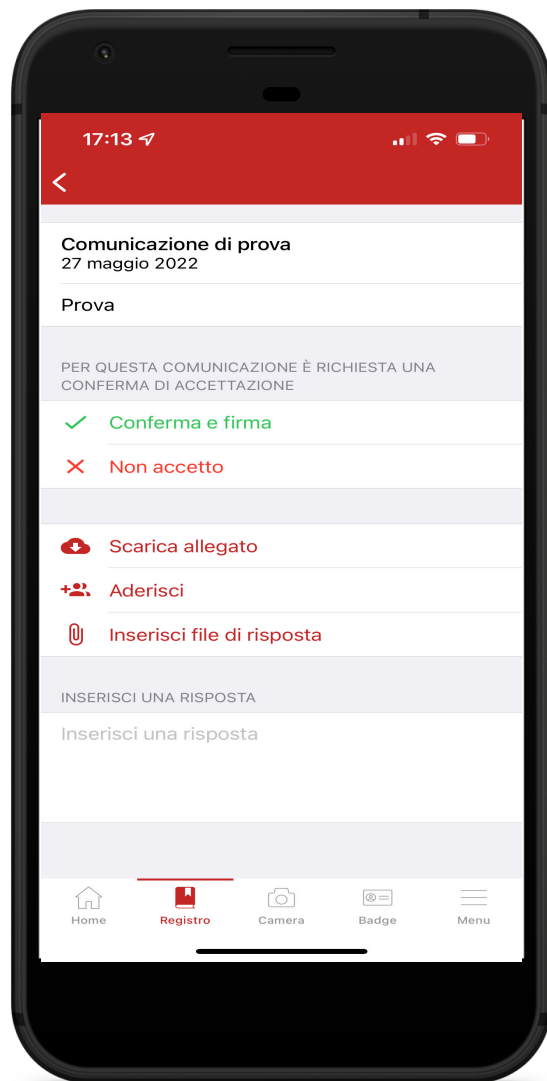 17:13
Comunicazione di prova
27 maggio 2022
Prova
PER QUESTA COMUNICAZIONE È RICHIESTA UNA
CONFERMA DI ACCETTAZIONE
Conferma e firma
Non accetto
Scarica allegato
Aderisci
Inserisci file di risposta
INSERISCI UNA RISPOSTA
Inserisci una risposta
Home Registro Camera Badge Menu